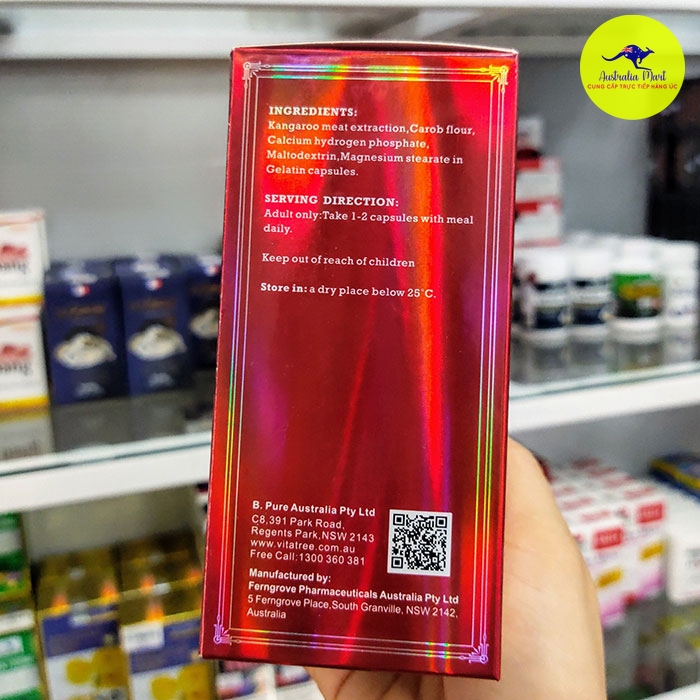 Australia Mart
CUNG CẤP TRỰC TIẾP HÀNG ÚC
INGREDIENTS:
Kangaroo meat extraction,Carob flour,
Calcium hydrogen phosphate,
Maltodextrin,Magnesium stearate in
Gelatin capsules.
SERVING DIRECTION:
Adult only:Take 1-2 capsules with meal
daily.
Keep out of reach of children
Store in: a dry place below 25°C.
B. Pure Australia Pty Ltd
C8,391 Park Road,
Regents Park,NSW 2143
www.vitatree.com.au
Free Call:1300 360 381
Manufactured by:
Ferngrove Pharmaceuticals Australia Pty Ltd
5 Ferngrove Place,South Granville, NSW 2142,
Australia